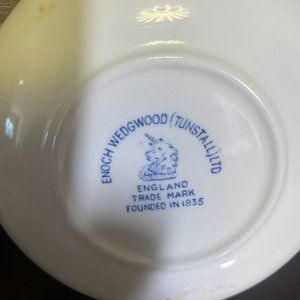 ENOCH WEDGWOOD (TUNSTALL) LTD
ENGLAND
TRADE MARK
FOUNDED IN 1835